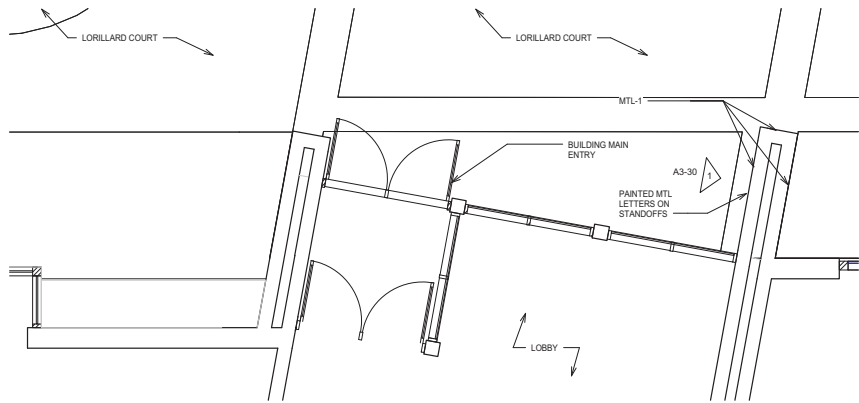 LORILLARD COURT
LORILLARD COURT
MTL-1
BUILDING MAIN
ENTRY
A3-30
1
PAINTED MTL
LETTERS ON
STANDOFFS
LOBBY